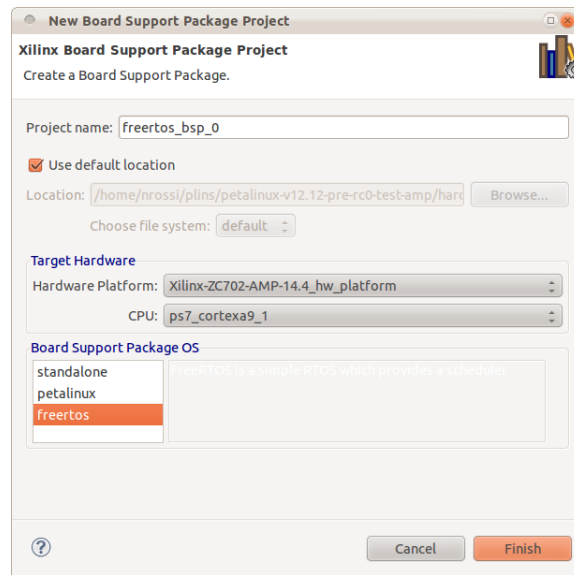 New Board Support Package Project
Xilinx Board Support Package Project
Create a Board Support Package.
Project name: freertos_bsp_0
Use default location
Location: /home/nrossi/plins/petalinux-v12.12-pre-rc0-test-amp/hard Browse...
Choose file system: default
Target Hardware
Hardware Platform: Xilinx-ZC702-AMP-14.4_hw_platform
CPU: ps7_cortexa9_1
Board Support Package OS
standalone
petalinux
freertos
FreeRTOS is a simple RTOS which provides a scheduler
? Cancel Finish